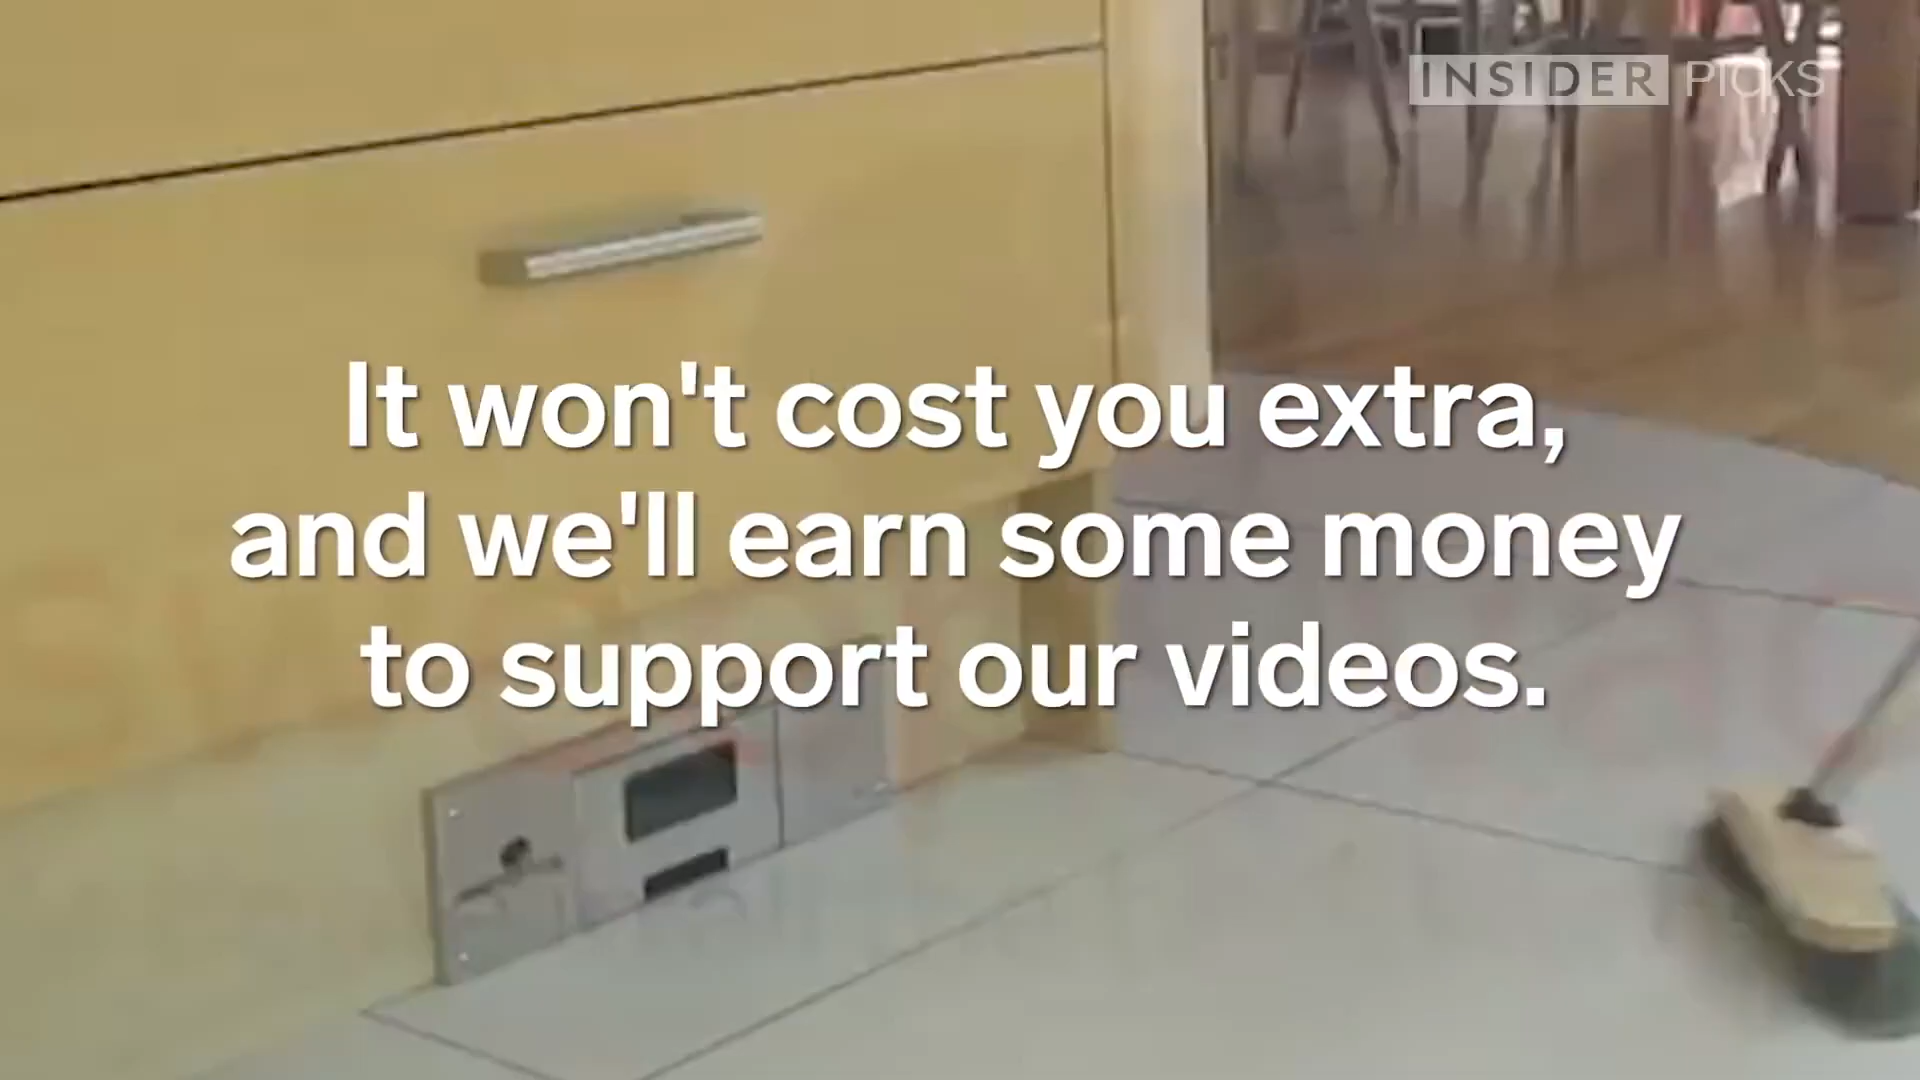 INSIDER PICKS
It won't cost you extra,
and we'll earn some money
to support our videos.